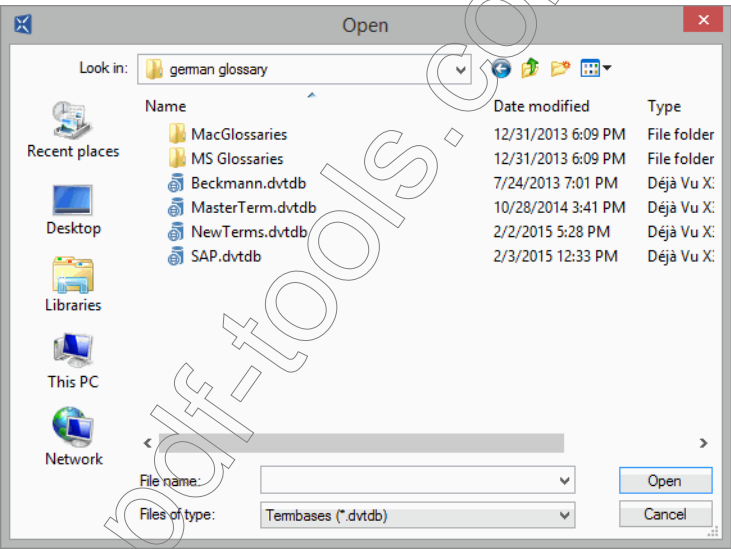 Open
Look in: german glossary
Name Date modified Type
MacGlossaries 12/31/2013 6:09 PM File folder
MS Glossaries 12/31/2013 6:09 PM File folder
Beckmann.dvtdb 7/24/2013 7:01 PM Déjà Vu X
MasterTerm.dvtdb 10/28/2014 3:41 PM Déjà Vu X
NewTerms.dvtdb 2/2/2015 5:28 PM Déjà Vu X
SAP.dvtdb 2/3/2015 12:33 PM Déjà Vu X
Recent places
Desktop
Libraries
This PC
Network
File name: Open
Files of type: Termbases (*.dvtdb) Cancel
pdf-tools.co